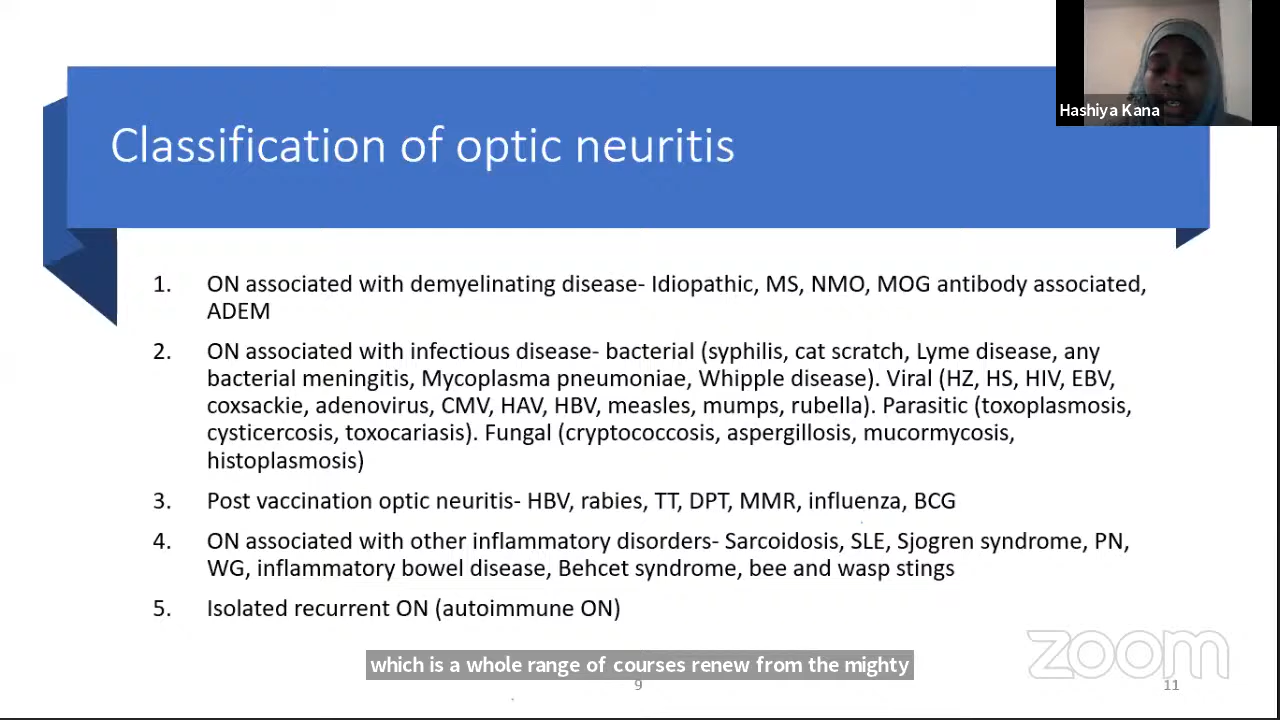 Hashiya Kana
Classification of optic neuritis
1. ON associated with demyelinating disease- Idiopathic, MS, NMO, MOG antibody associated,
ADEM
2. ON associated with infectious disease- bacterial (syphilis, cat scratch, Lyme disease, any
bacterial meningitis, Mycoplasma pneumoniae, Whipple disease). Viral (HZ, HS, HIV, EBV,
coxsackie, adenovirus, CMV, HAV, HBV, measles, mumps, rubella). Parasitic (toxoplasmosis,
cysticercosis, toxocariasis). Fungal (cryptococcosis, aspergillosis, mucormycosis,
histoplasmosis)
3. Post vaccination optic neuritis- HBV, rabies, TT, DPT, MMR, influenza, BCG
4. ON associated with other inflammatory disorders- Sarcoidosis, SLE, Sjogren syndrome, PN,
WG, inflammatory bowel disease, Behcet syndrome, bee and wasp stings
5. Isolated recurrent ON (autoimmune ON)
zoom
which is a whole range of courses renew from the mighty
9
11